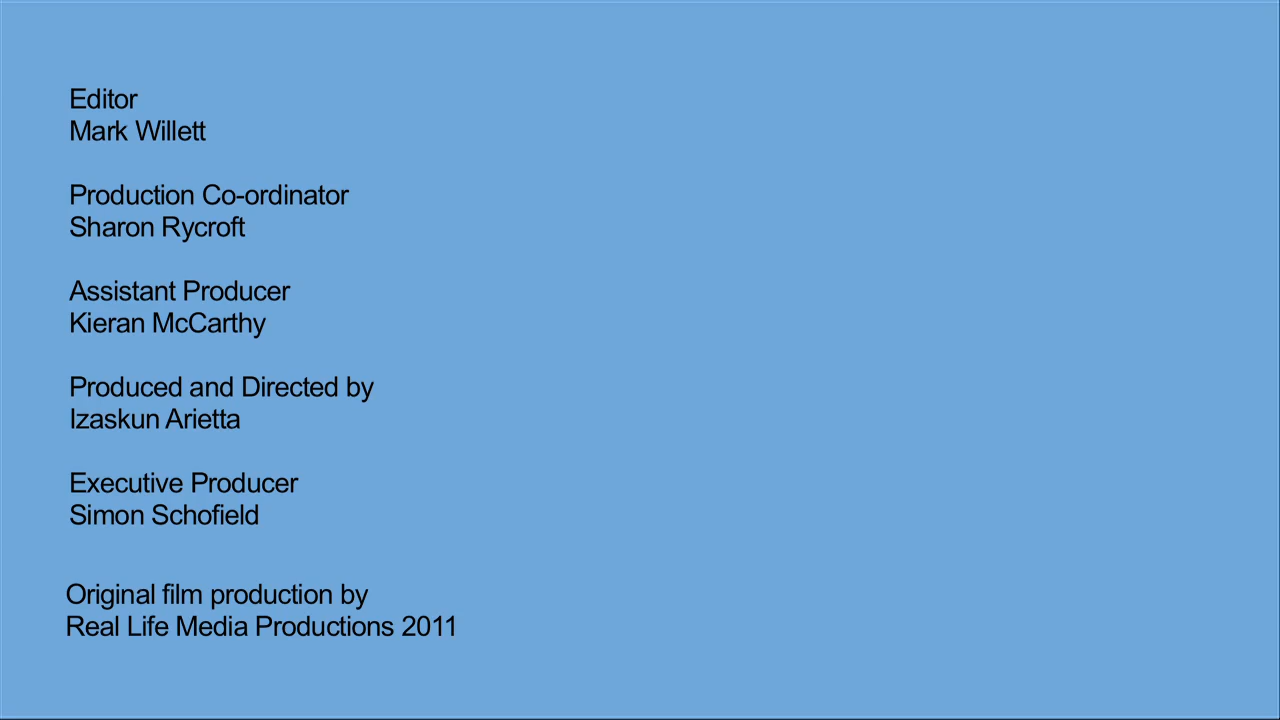 Editor
Mark Willett
Production Co-ordinator
Sharon Rycroft
Assistant Producer
Kieran McCarthy
Produced and Directed by
Izaskun Arietta
Executive Producer
Simon Schofield
Original film production by
Real Life Media Productions 2011